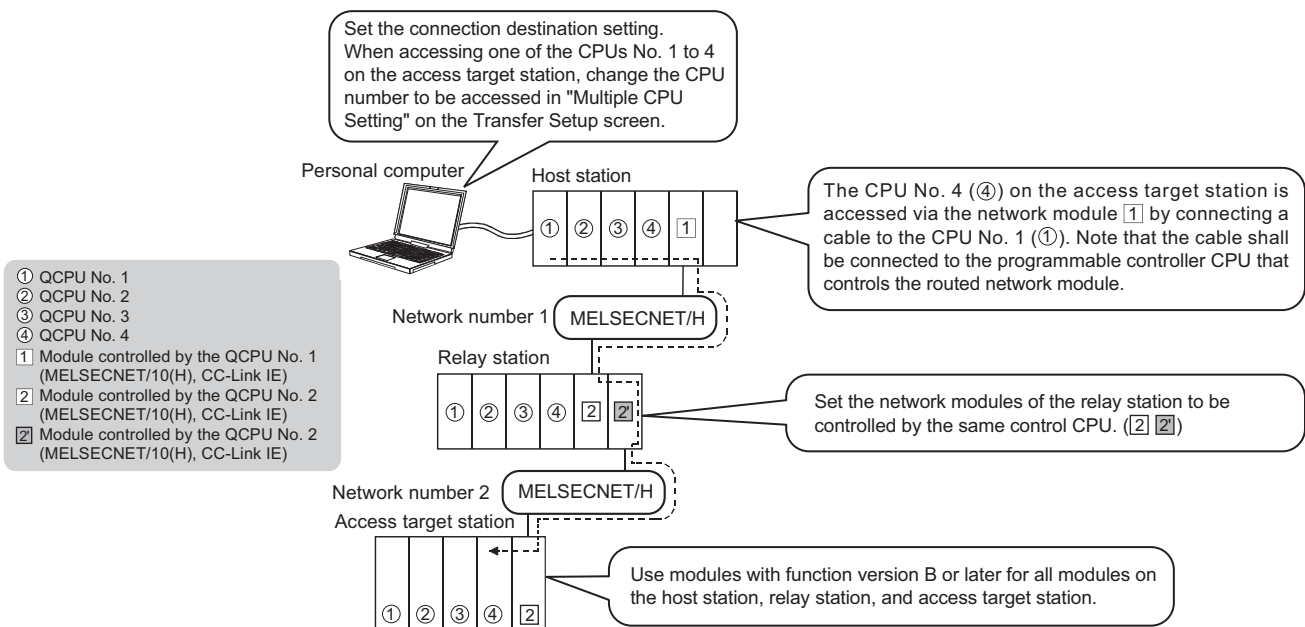 Set the connection destination setting.
When accessing one of the CPUs No. 1 to 4
on the access target station, change the CPU
number to be accessed in "Multiple CPU
Setting" on the Transfer Setup screen.
Personal computer
Host station
① ② ③ ④ 1
The CPU No. 4 (④) on the access target station is
accessed via the network module 1 by connecting a
cable to the CPU No. 1 (①). Note that the cable shall
be connected to the programmable controller CPU that
controls the routed network module.
① QCPU No. 1
② QCPU No. 2
③ QCPU No. 3
④ QCPU No. 4
1 Module controlled by the QCPU No. 1
(MELSECNET/10(H), CC-Link IE)
2 Module controlled by the QCPU No. 2
(MELSECNET/10(H), CC-Link IE)
2' Module controlled by the QCPU No. 2
(MELSECNET/10(H), CC-Link IE)
Network number 1 MELSECNET/H
Relay station
① ② ③ ④ 2 2'
Set the network modules of the relay station to be
controlled by the same control CPU. (2 2')
Network number 2 MELSECNET/H
Access target station
① ② ③ ④ 2
Use modules with function version B or later for all modules on
the host station, relay station, and access target station.